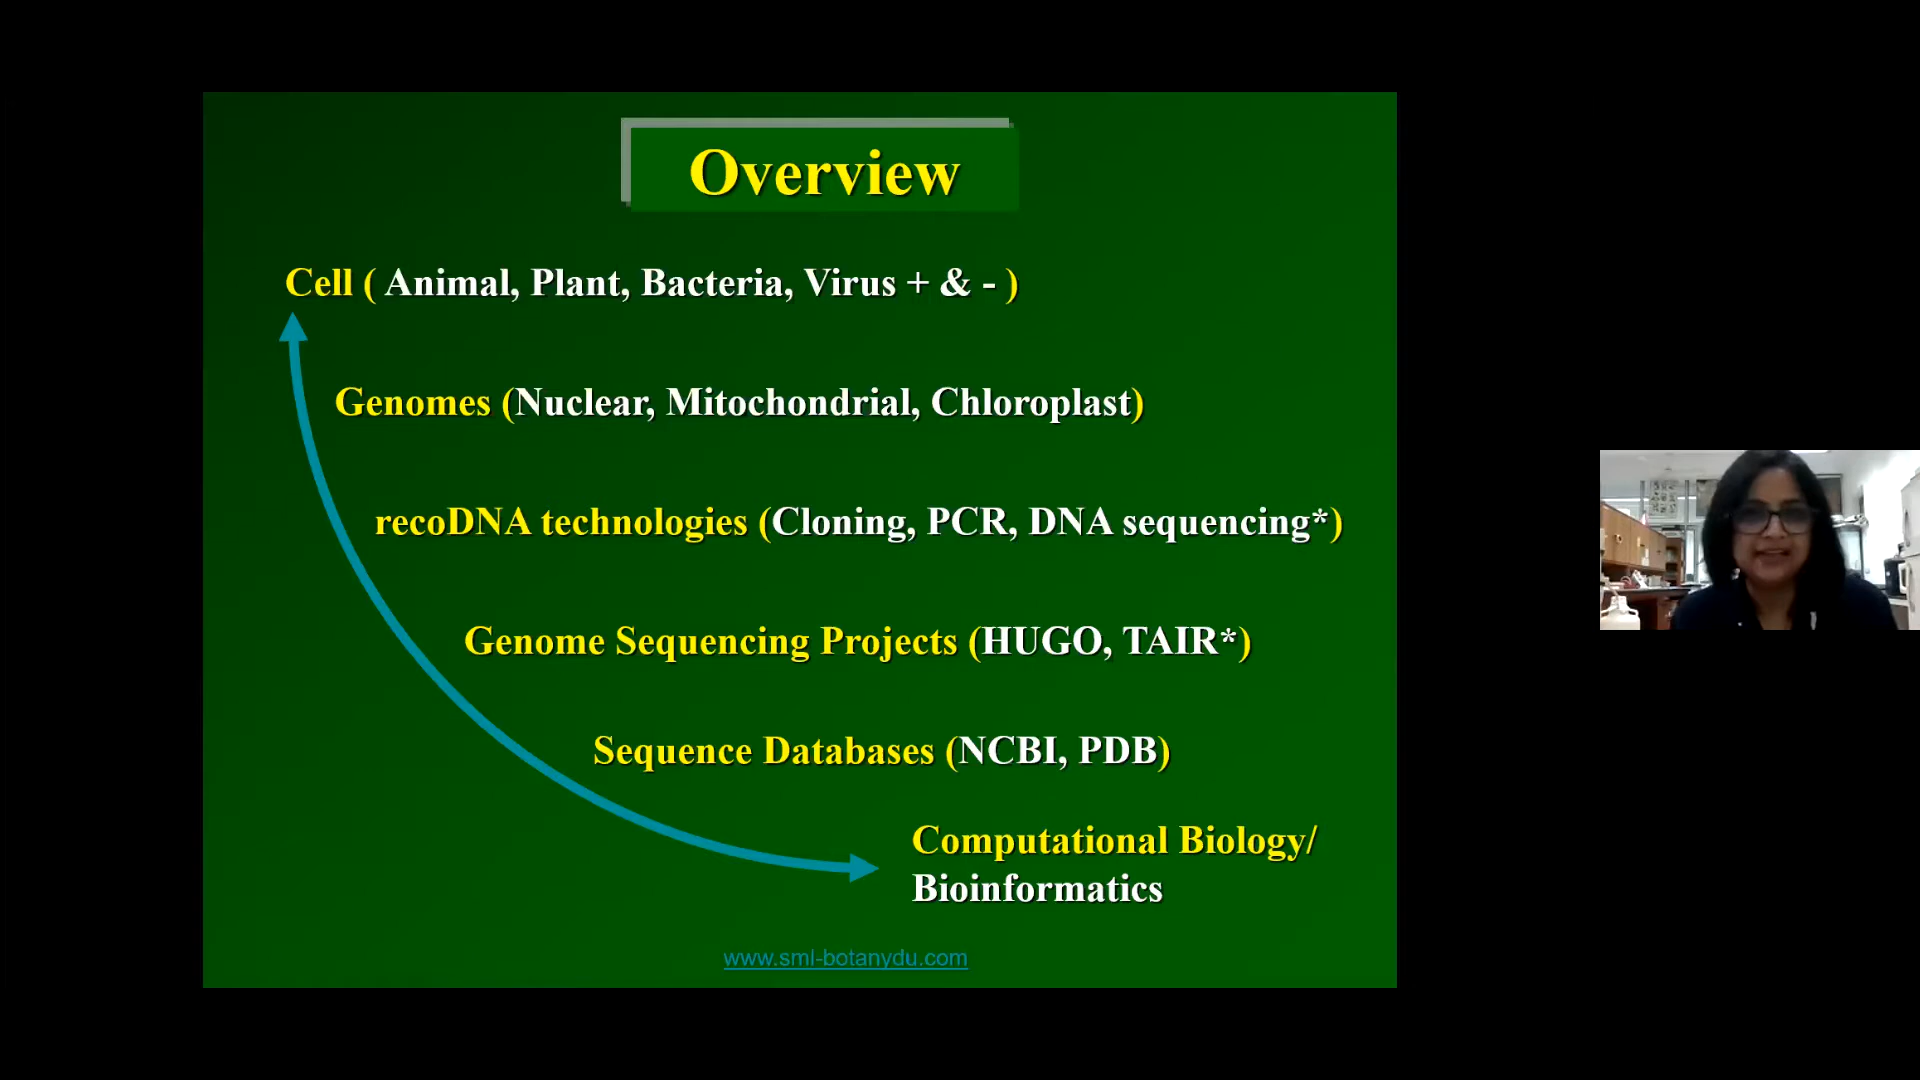 Overview
Cell ( Animal, Plant, Bacteria, Virus + & - )
Genomes (Nuclear, Mitochondrial, Chloroplast)
recoDNA technologies (Cloning, PCR, DNA sequencing*)
Genome Sequencing Projects (HUGO, TAIR*)
Sequence Databases (NCBI, PDB)
Computational Biology/
Bioinformatics
www.sml-botanydu.com